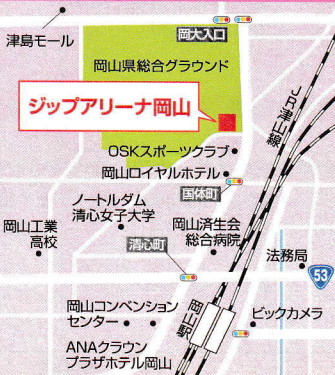 津島モール
岡大入口
岡山県総合グラウンド
ジップアリーナ岡山
JR津山線
OSKスポーツクラブ
岡山ロイヤルホテル
国体町
ノートルダム
清心女子大学
岡山工業
高校
岡山済生会
総合病院
清心町
法務局
53
岡山コンベンション
センター
岡山駅
ビックカメラ
ANAクラウン
プラザホテル岡山